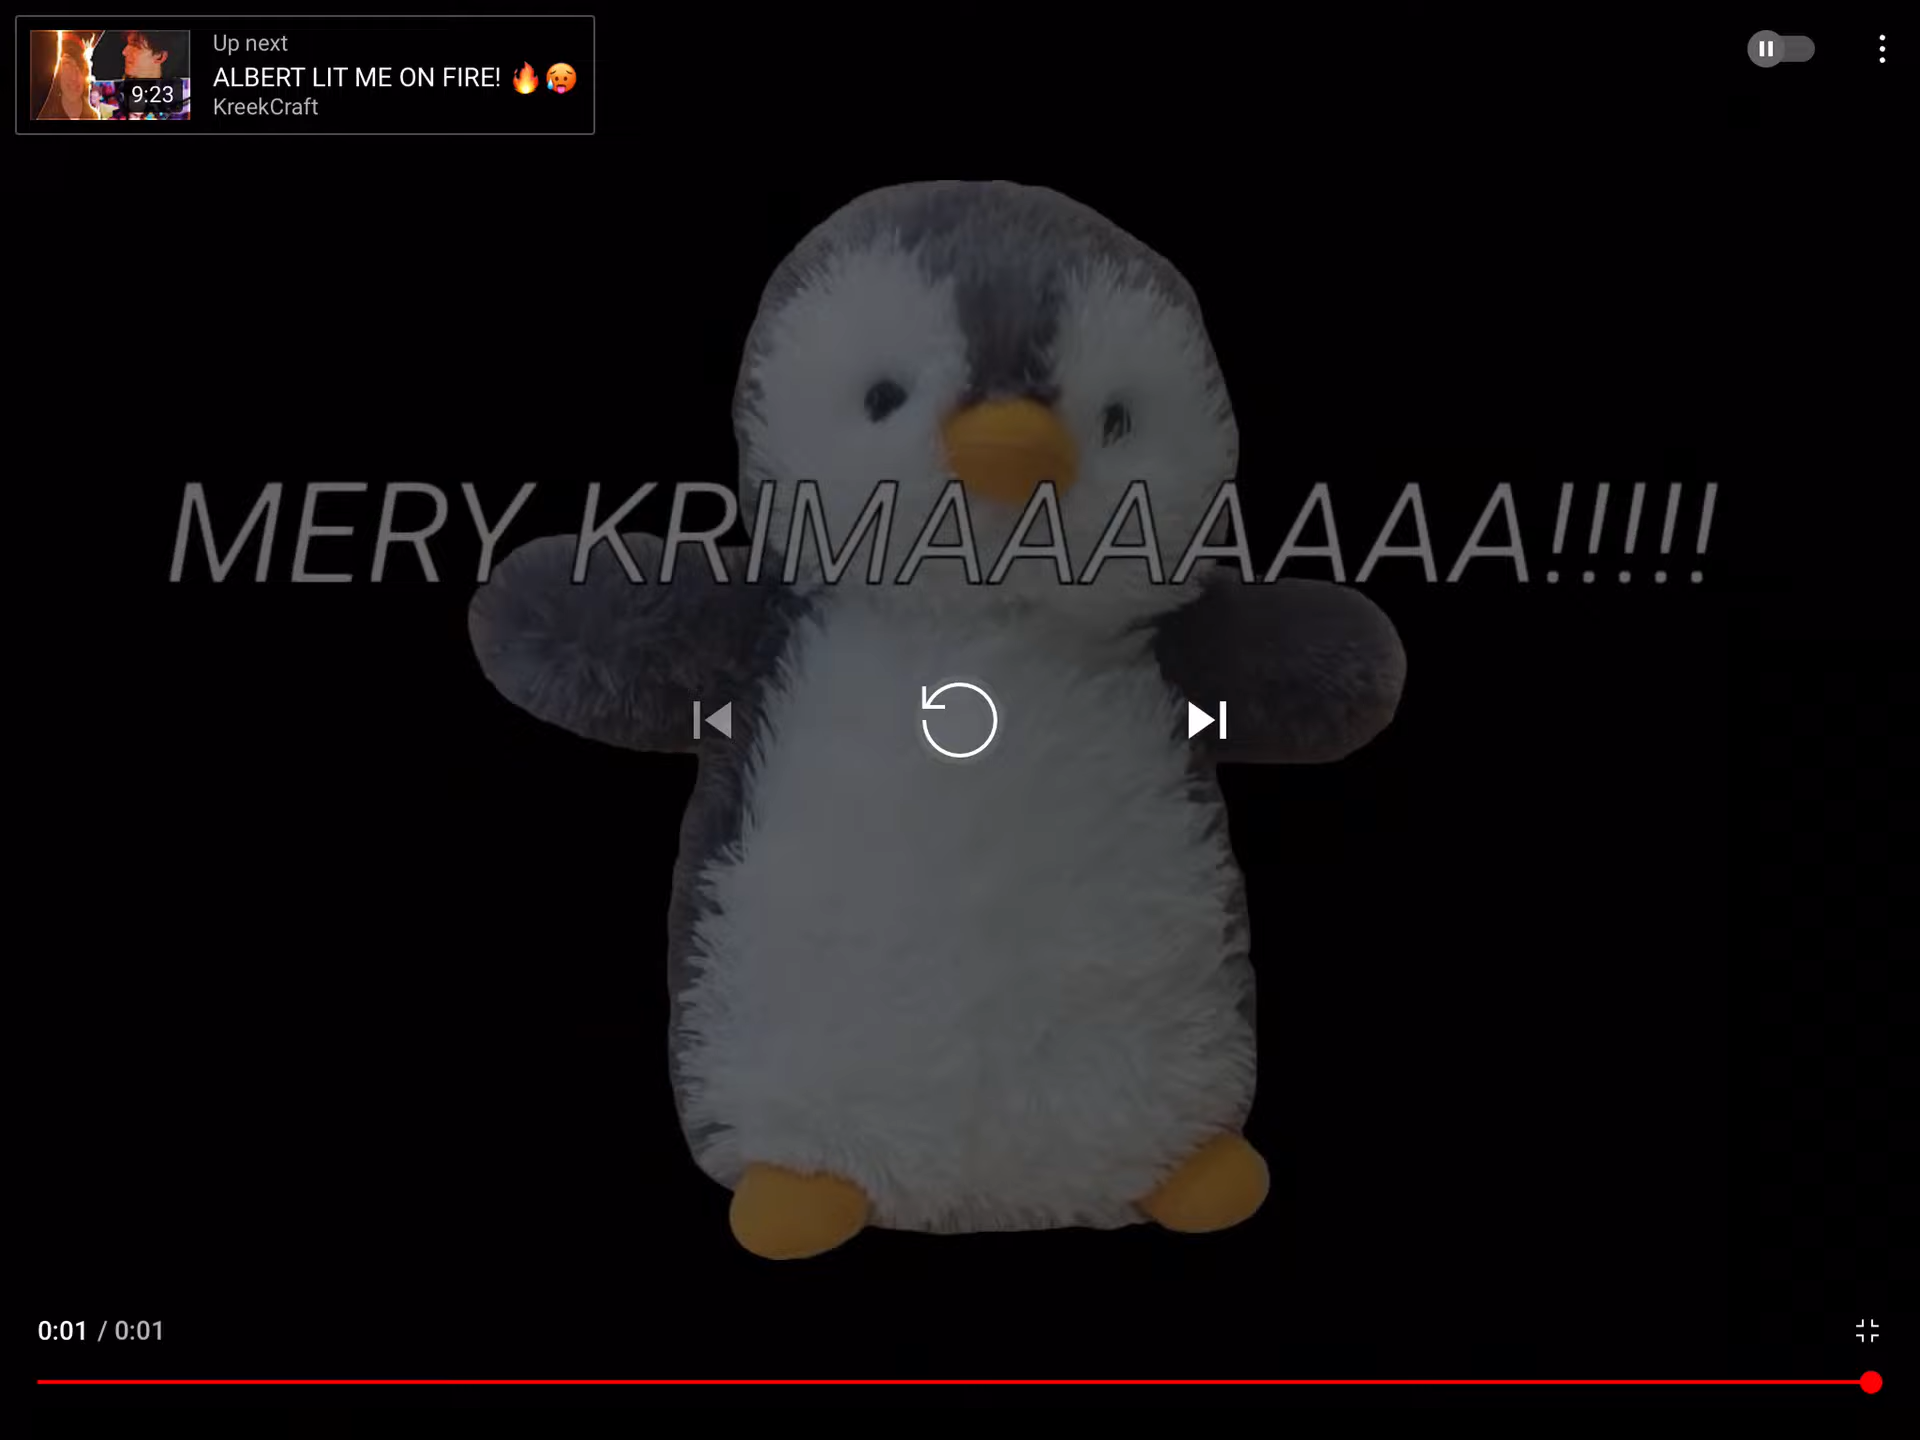 Up next
ALBERT LIT ME ON FIRE! 🔥🥵
9:23
KreekCraft
MERY KRIMAAAAAAA!!!!!
0:01 / 0:01